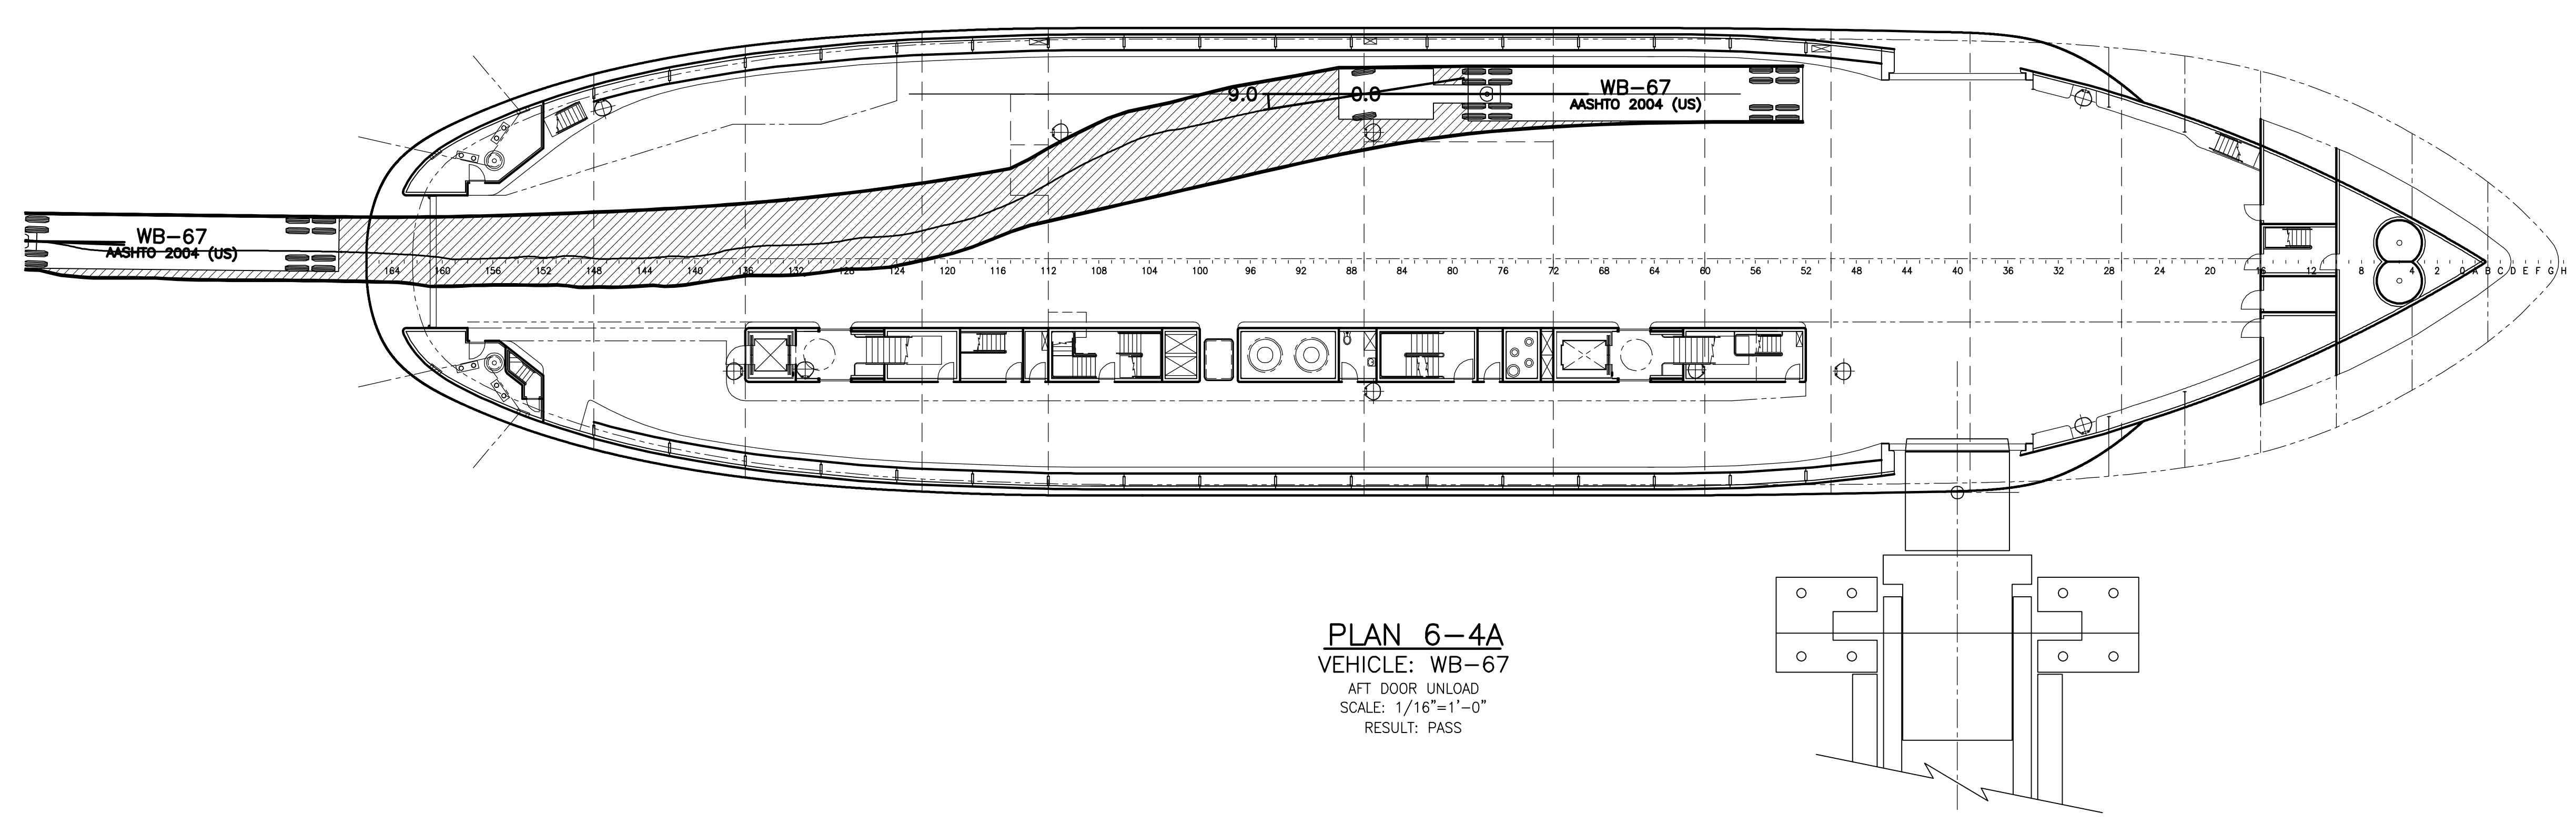 WB-67
AASHTO 2004 (US)
9.0
0.0
WB-67
AASHTO 2004 (US)
164 160 156 152 148 144 140 136 132 128 124 120 116 112 108 104 100 96 92 88 84 80 76 72 68 64 60 56 52 48 44 40 36 32 28 24 20 16 12 8 4 2 0 A B C D E F G H
PLAN 6-4A
VEHICLE: WB-67
AFT DOOR UNLOAD
SCALE: 1/16"=1'-0"
RESULT: PASS